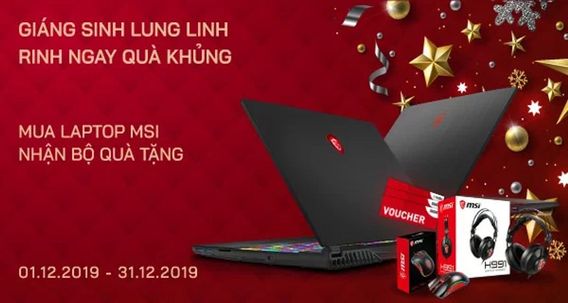 GIÁNG SINH LUNG LINH
RINH NGAY QUÀ KHỦNG
MUA LAPTOP MSI
NHẬN BỘ QUÀ TẶNG
VOUCHER
msi
H991
01.12.2019 - 31.12.2019